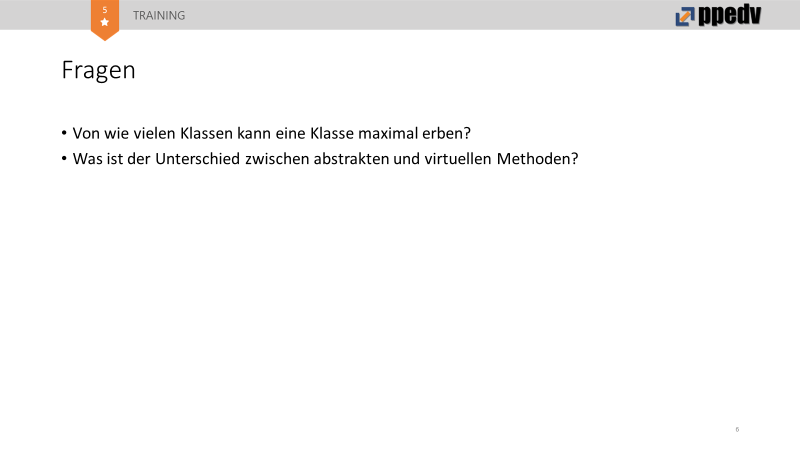 5
TRAINING
ppedv
Fragen
• Von wie vielen Klassen kann eine Klasse maximal erben?
• Was ist der Unterschied zwischen abstrakten und virtuellen Methoden?
6